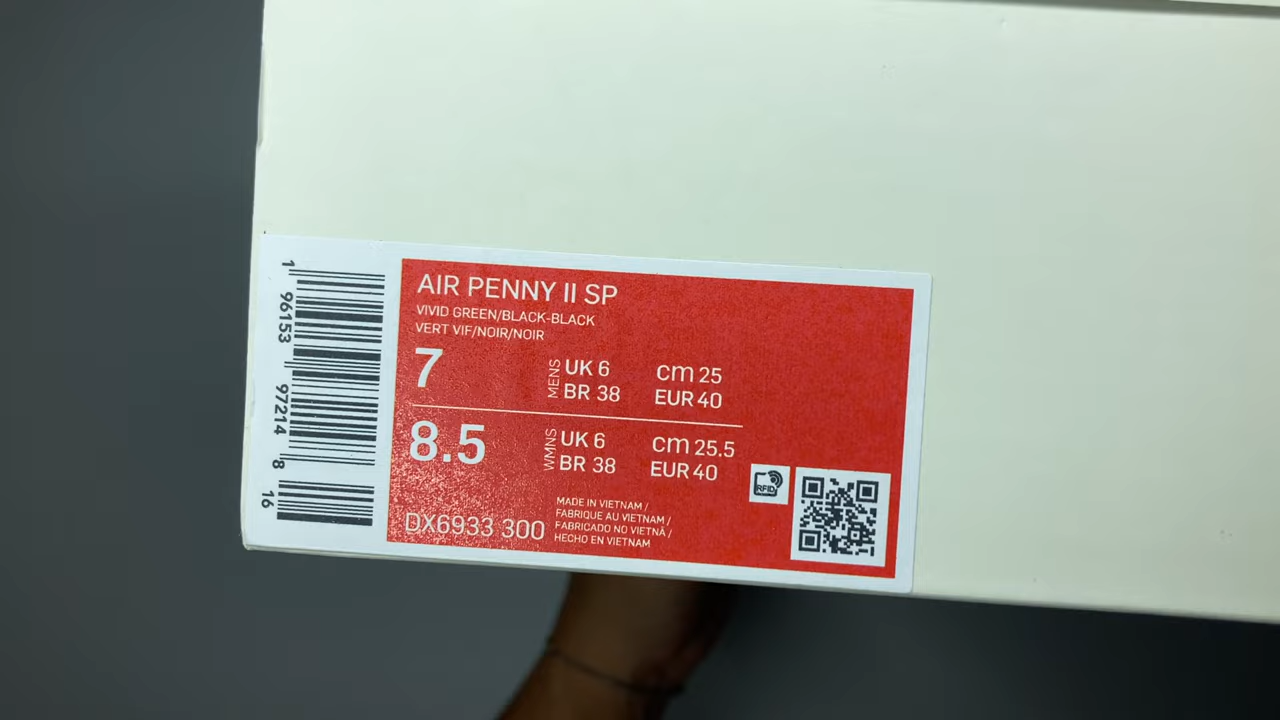 1
96153
97214
8
16
AIR PENNY II SP
VIVID GREEN/BLACK-BLACK
VERT VIF/NOIR/NOIR
7
MENS
UK 6
cm 25
BR 38
EUR 40
8.5
WMNS
UK 6
cm 25.5
BR 38
EUR 40
DX6933 300
MADE IN VIETNAM /
FABRIQUE AU VIETNAM /
FABRICADO NO VIETNÃ /
HECHO EN VIETNAM
RFID